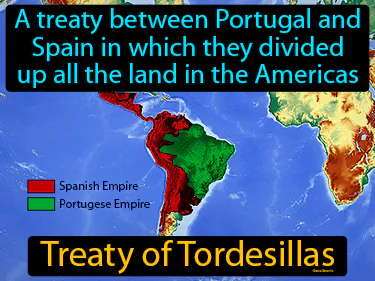 A treaty between Portugal and
Spain in which they divided
up all the land in the Americas
Spanish Empire
Portugese Empire
Treaty of Tordesillas